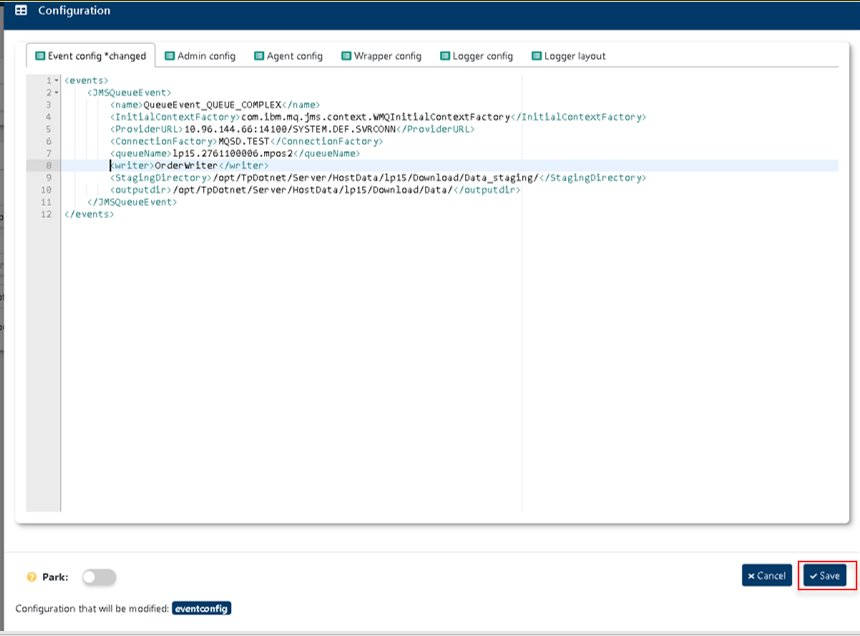 Configuration
Event config *changed Admin config Agent config Wrapper config Logger config Logger layout
1 <events>
2 <JMSQueueEvent>
3 <name>QueueEvent_QUEUE_COMPLEX</name>
4 <InitialContextFactory>com.ibm.mq.jms.context.WMQInitialContextFactory</InitialContextFactory>
5 <ProviderURL>10.96.144.66:14100/SYSTEM.DEF.SVRCONN</ProviderURL>
6 <ConnectionFactory>MQSD.TEST</ConnectionFactory>
7 <queueName>lp15.2761100006.mpos2</queueName>
8 <writer>OrderWriter</writer>
9 <StagingDirectory>/opt/TpDotnet/Server/HostData/lp15/Download/Data_staging/</StagingDirectory>
10 <outputdir>/opt/TpDotnet/Server/HostData/lp15/Download/Data/</outputdir>
11 </JMSQueueEvent>
12 </events>
Park:
Cancel Save
Configuration that will be modified: eventconfig